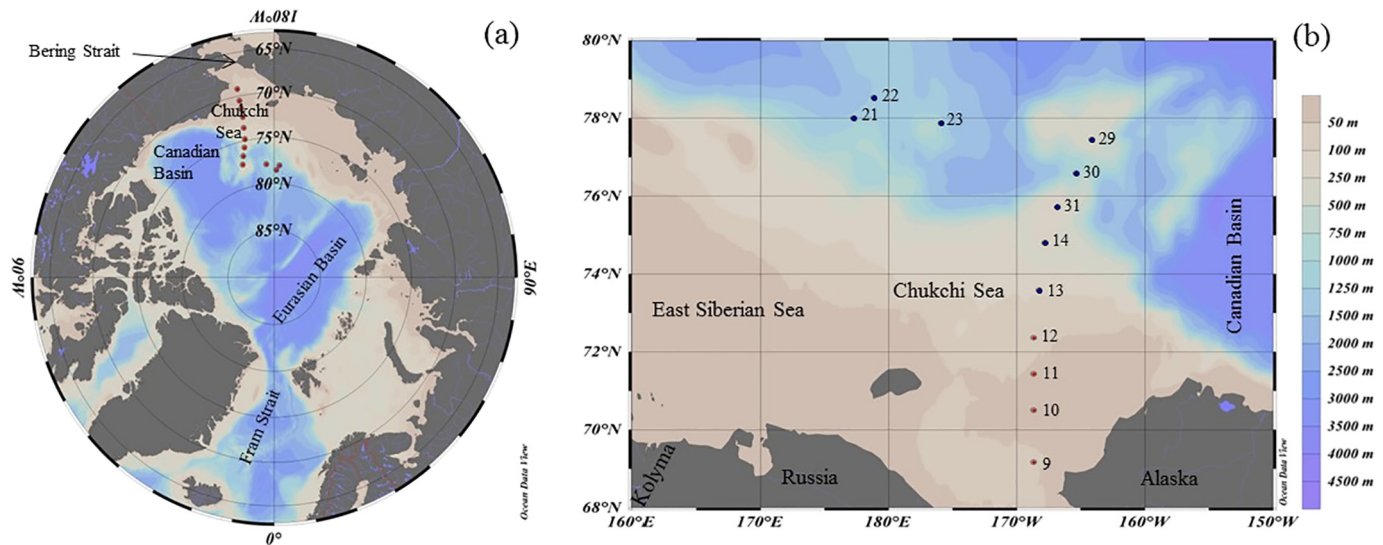 (a)
180°W
Bering Strait
65°N
70°N
Chukchi
Sea
75°N
Canadian
Basin
80°N
85°N
90°W
90°E
Eurasian Basin
Fram Strait
0°
Ocean Data View
(b)
80°N
78°N
76°N
74°N
72°N
70°N
68°N
22
21
23
29
30
31
14
13
12
11
10
9
East Siberian Sea
Chukchi Sea
Canadian Basin
Kolyma
Russia
Alaska
160°E
170°E
180°E
170°W
160°W
150°W
Ocean Data View
50 m
100 m
250 m
500 m
750 m
1000 m
1250 m
1500 m
2000 m
2500 m
3000 m
3500 m
4000 m
4500 m